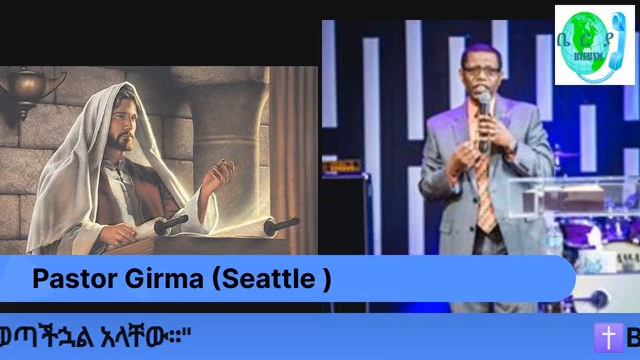 ቤ ር ያ
Pastor Girma (Seattle )
ወጣችኋል አላቸው።"
✝️B